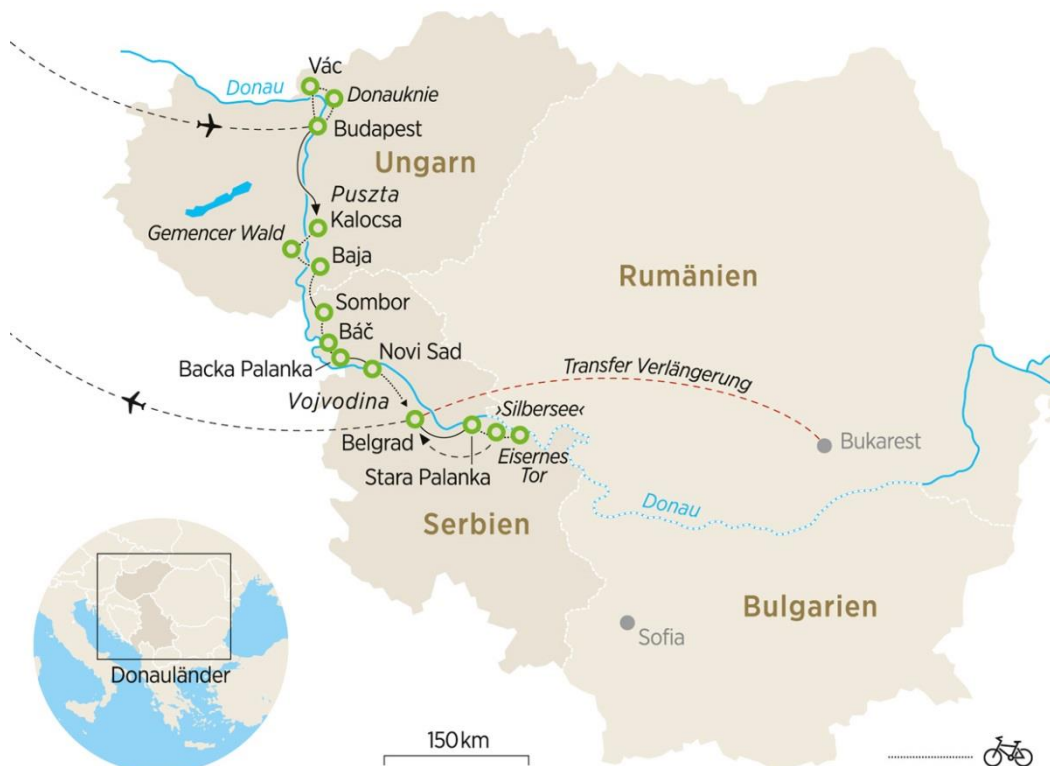 Vác
Donau
Donauknie
Budapest
Ungarn
Puszta
Kalocsa
Gemencer Wald
Baja
Rumänien
Sombor
Báč
Novi Sad
Backa Palanka
Transfer Verlängerung
Vojvodina
›Silbersee‹
Belgrad
Bukarest
Eisernes
Tor
Stara Palanka
Donau
Serbien
Bulgarien
Sofia
Donauländer
150 km